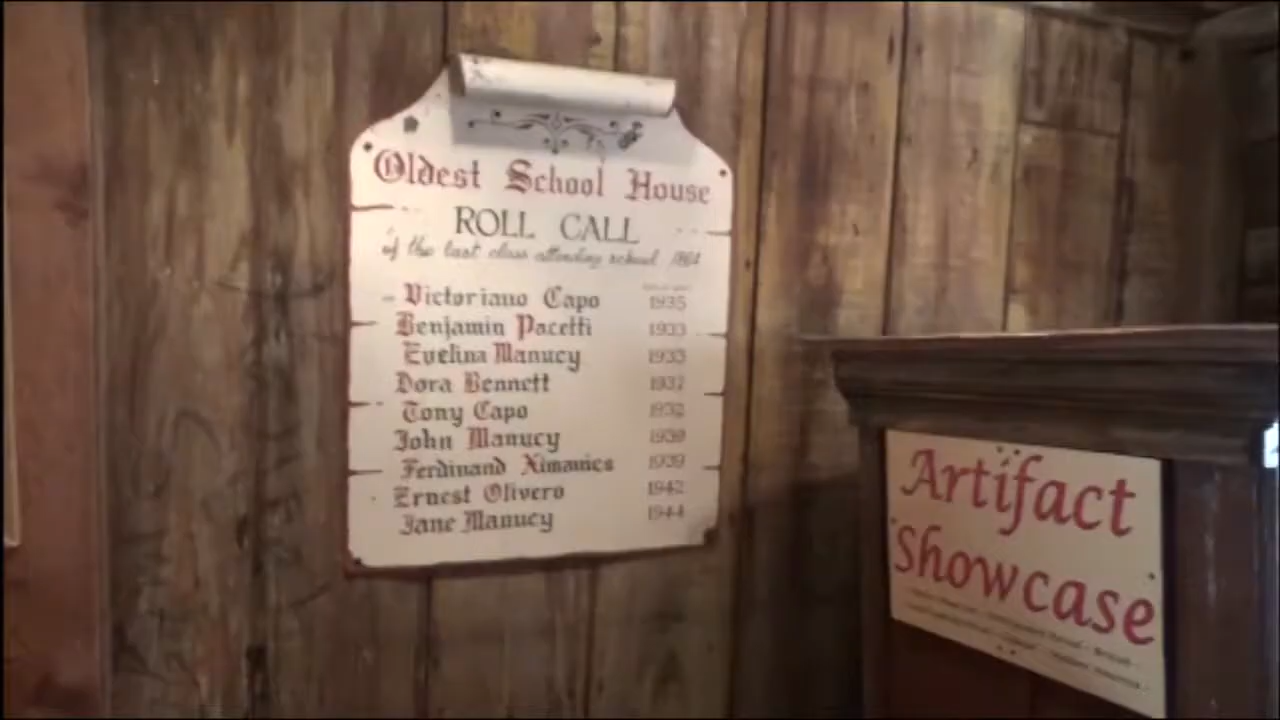 Oldest School House
ROLL CALL
of the last class attending school 1864
Victoriano Capo 1935
Benjamin Pacetti 1933
Evelina Manucy 1933
Dora Bennett 1937
Tony Capo 1932
John Manucy 1939
Ferdinand Ximanies 1939
Ernest Olivero 1942
Jane Manucy 1944
Artifact
Showcase